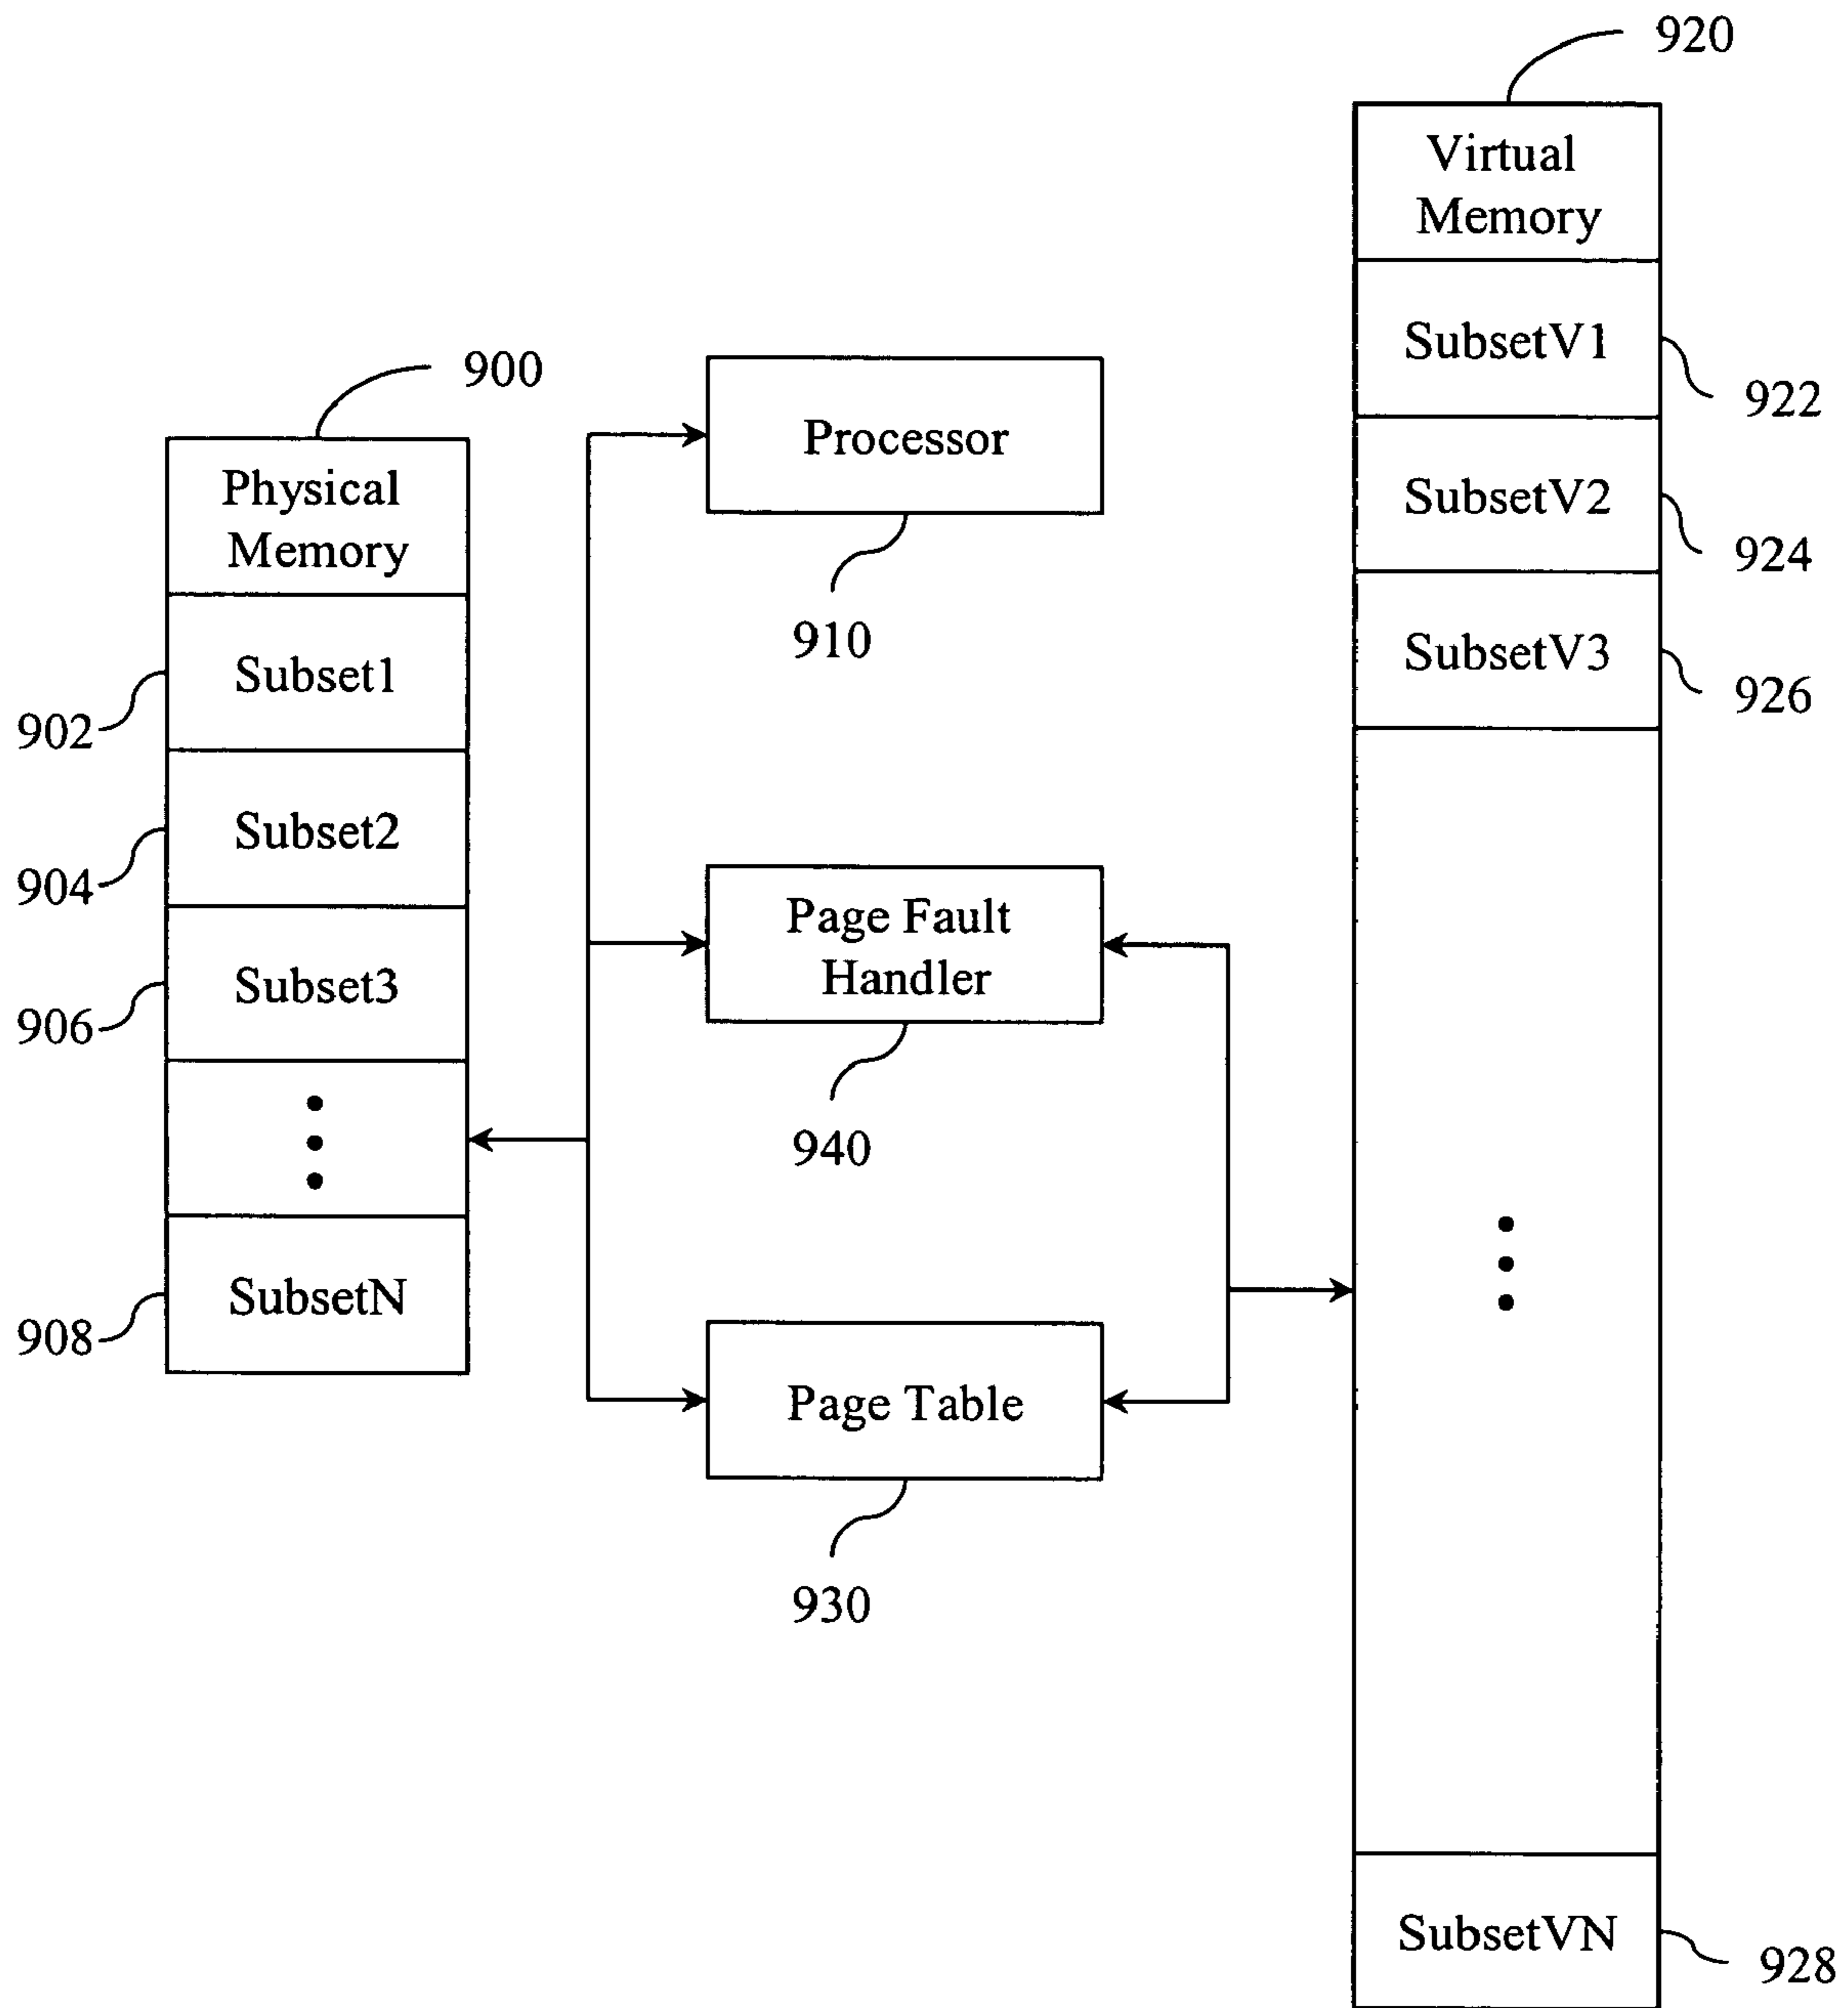 920
Virtual
Memory
SubsetV1
922
SubsetV2
924
SubsetV3
926
SubsetVN
928
900
Physical
Memory
Subset1
902
Subset2
904
Subset3
906
SubsetN
908
Processor
910
Page Fault
Handler
940
Page Table
930